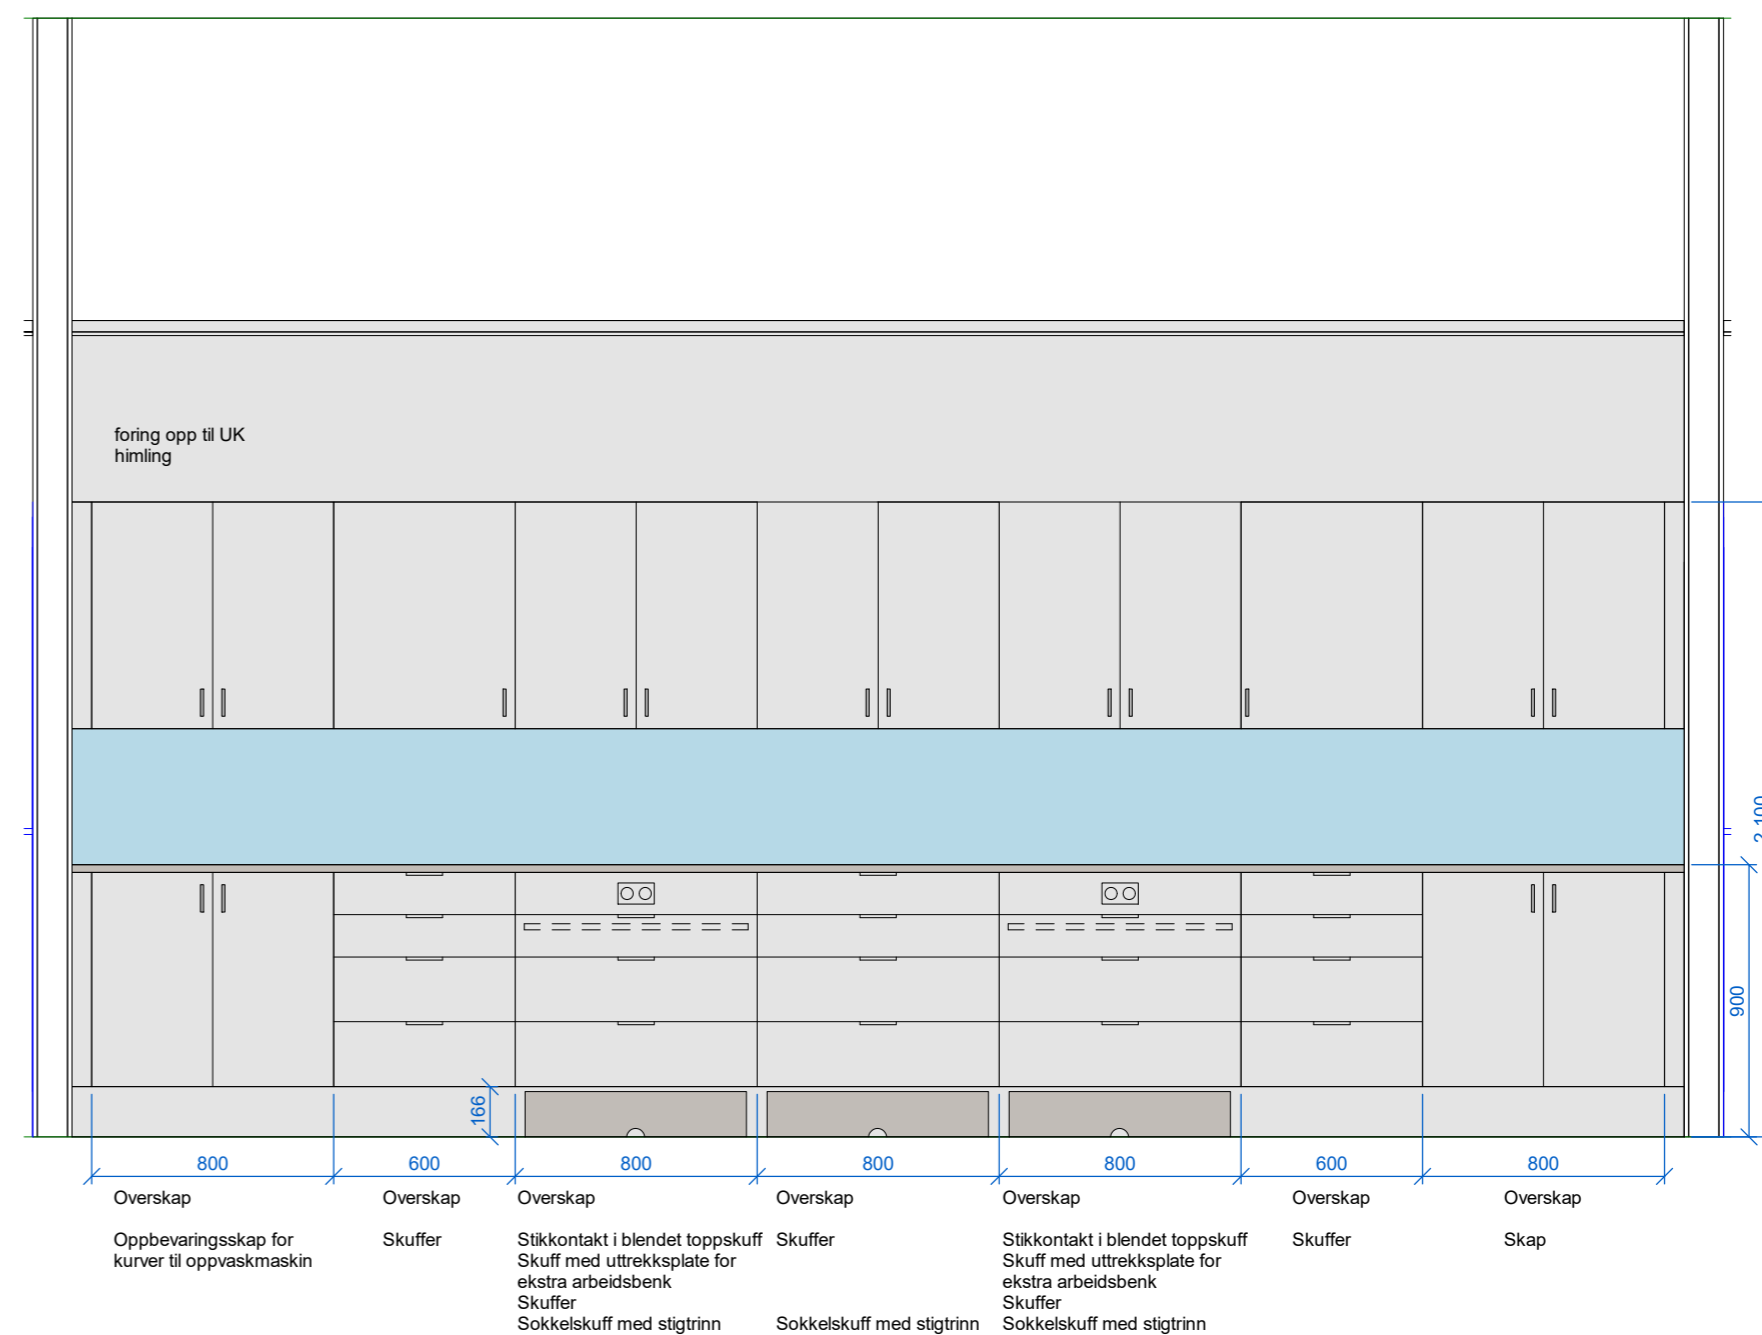 foring opp til UK
himling
2 100
900
166
800
600
800
800
800
600
800
Overskap
Overskap
Overskap
Overskap
Overskap
Overskap
Overskap
Oppbevaringsskap for
kurver til oppvaskmaskin
Skuffer
Stikkontakt i blendet toppskuff
Skuff med uttrekksplate for
ekstra arbeidsbenk
Skuffer
Sokkelskuff med stigtrinn
Skuffer
Sokkelskuff med stigtrinn
Stikkontakt i blendet toppskuff
Skuff med uttrekksplate for
ekstra arbeidsbenk
Skuffer
Sokkelskuff med stigtrinn
Skuffer
Skap